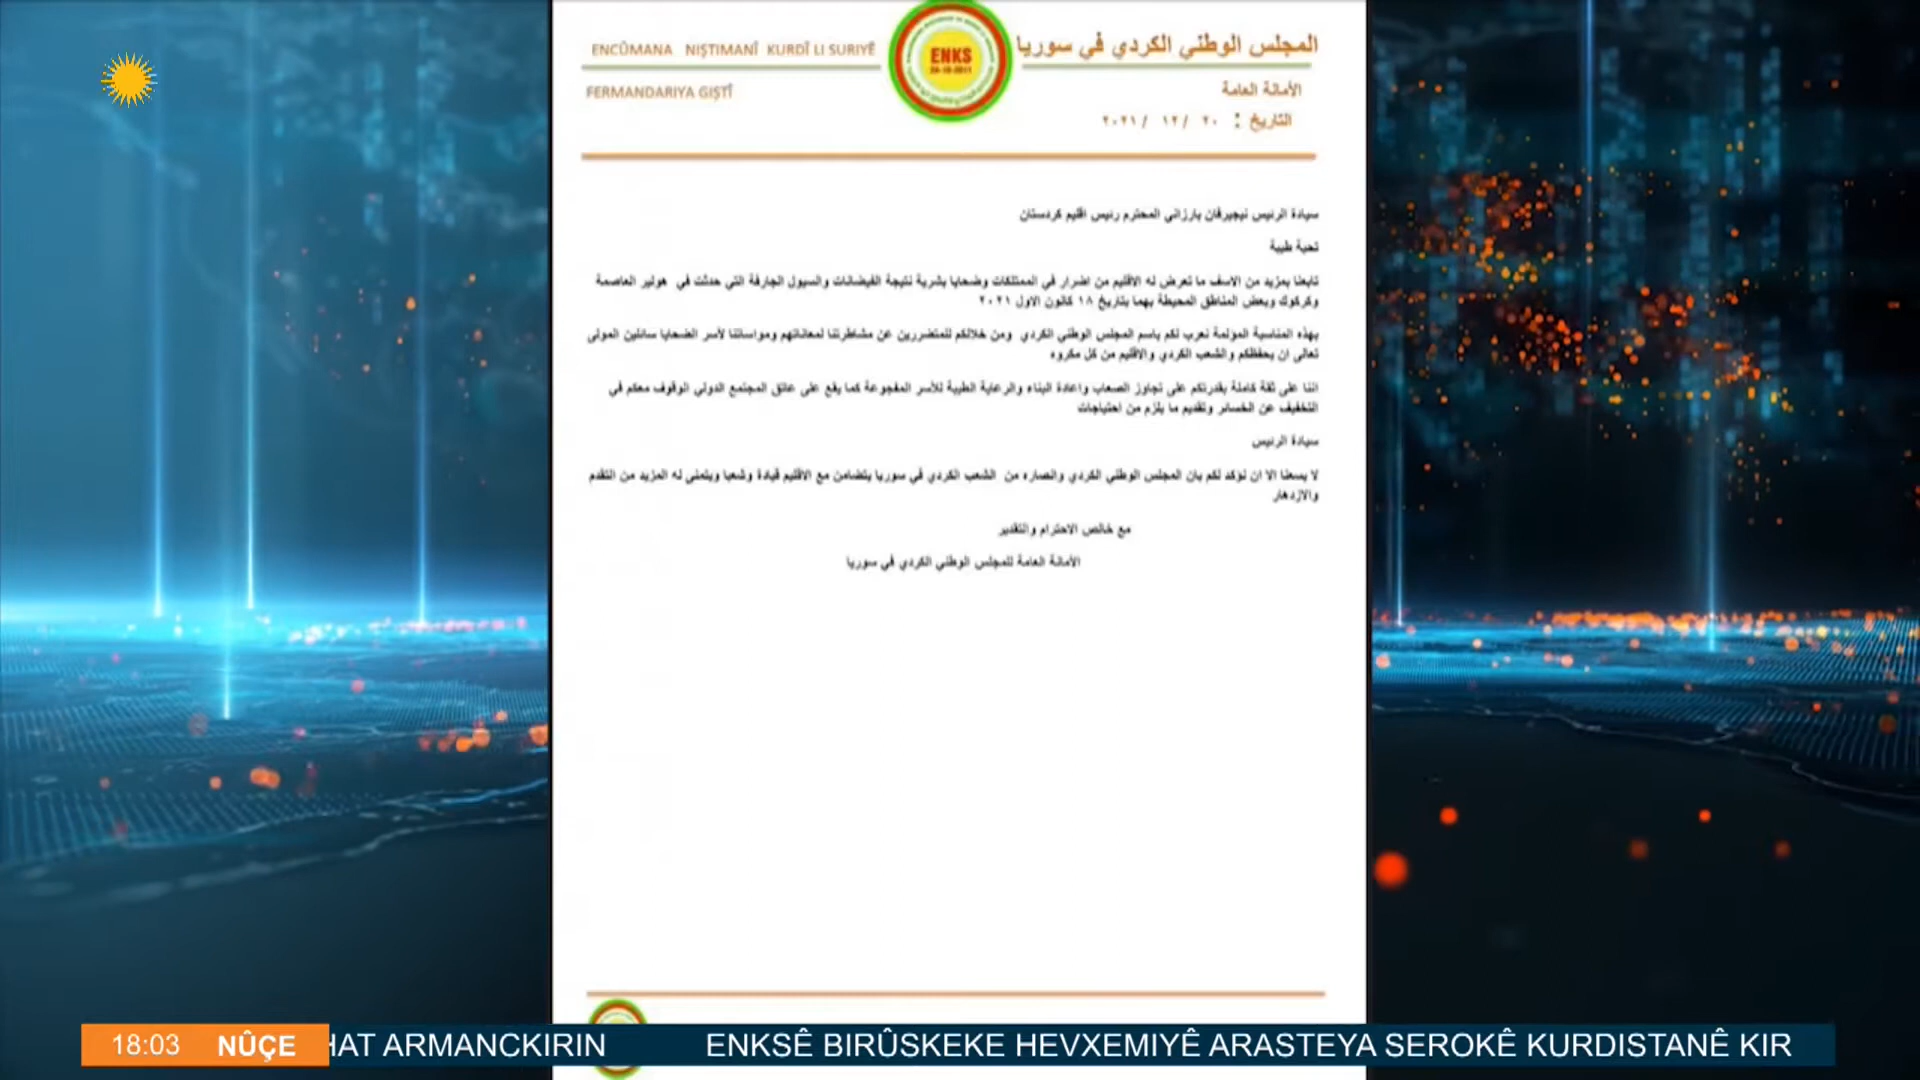 ENCÛMANA NIŞTIMANÎ KURDÎ LI SURIYÊ
المجلس الوطني الكردي في سوريا
ENKS
FERMANDARIYA GIŞTÎ
الأمانة العامة
التاريخ : ٢٠ / ١٢ / ٢٠٢١
سيادة الرئيس نيجيرفان بارزاني المحترم رئيس اقليم كردستان
تحية طيبة
تابعنا بمزيد من الاسف ما تعرض له الاقليم من اضرار في الممتلكات وضحايا بشرية نتيجة الفيضانات والسيول الجارفة التي حدثت في هولير العاصمة
وكركوك وبعض المناطق المحيطة بهما بتاريخ ١٨ كانون الاول ٢٠٢١
بهذه المناسبة المؤلمة نعرب لكم باسم المجلس الوطني الكردي ومن خلالكم للمتضررين عن مشاطرتنا لمعاناتهم ومواساتنا لأسر الضحايا سائلين المولى
تعالى ان يحفظكم والشعب الكردي والاقليم من كل مكروه
اننا على ثقة كاملة بقدرتكم على تجاوز الصعاب واعادة البناء والرعاية الطيبة للأسر المفجوعة كما يقع على عاتق المجتمع الدولي الوقوف معكم في
التخفيف عن الخسائر وتقديم ما يلزم من احتياجات
سيادة الرئيس
لا يسعنا الا ان نؤكد لكم بان المجلس الوطني الكردي وانصاره من الشعب الكردي في سوريا يتضامن مع الاقليم قيادة وشعبا ويتمنى له المزيد من التقدم
والازدهار
مع خالص الاحترام والتقدير
الأمانة العامة للمجلس الوطني الكردي في سوريا
18:03 NÛÇE HAT ARMANCKIRIN ENKSÊ BIRÛSKEKE HEVXEMIYÊ ARASTEYA SEROKÊ KURDISTANÊ KIR